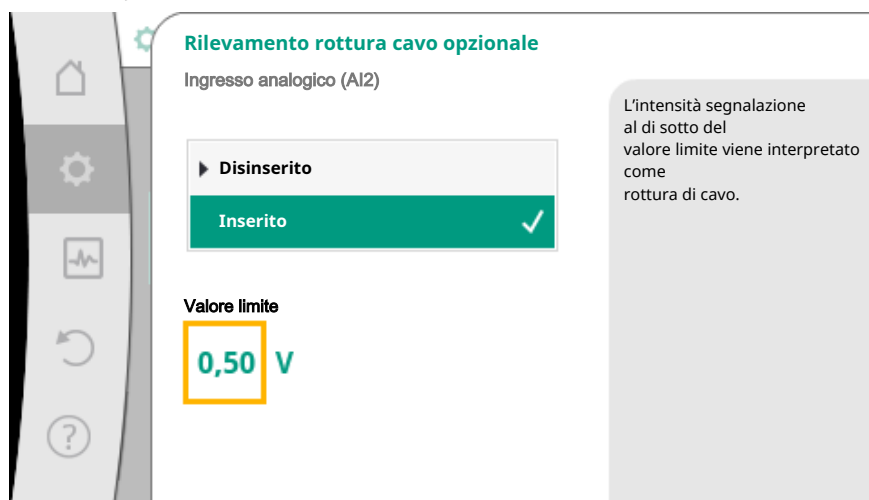 Rilevamento rottura cavo opzionale
Ingresso analogico (AI2)
Disinserito
Inserito
Valore limite
0,50 V
L'intensità segnalazione
al di sotto del
valore limite viene interpretato
come
rottura di cavo.
?